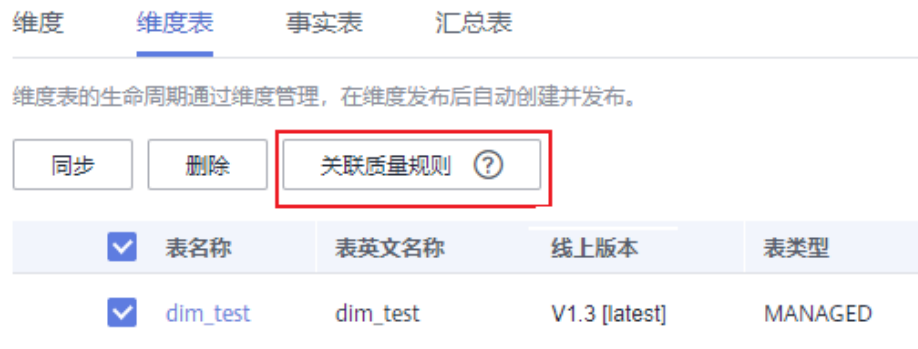 维度 维度表 事实表 汇总表
维度表的生命周期通过维度管理，在维度发布后自动创建并发布。
同步 删除 关联质量规则 ?
表名称 表英文名称 线上版本 表类型
dim_test dim_test V1.3 [latest] MANAGED